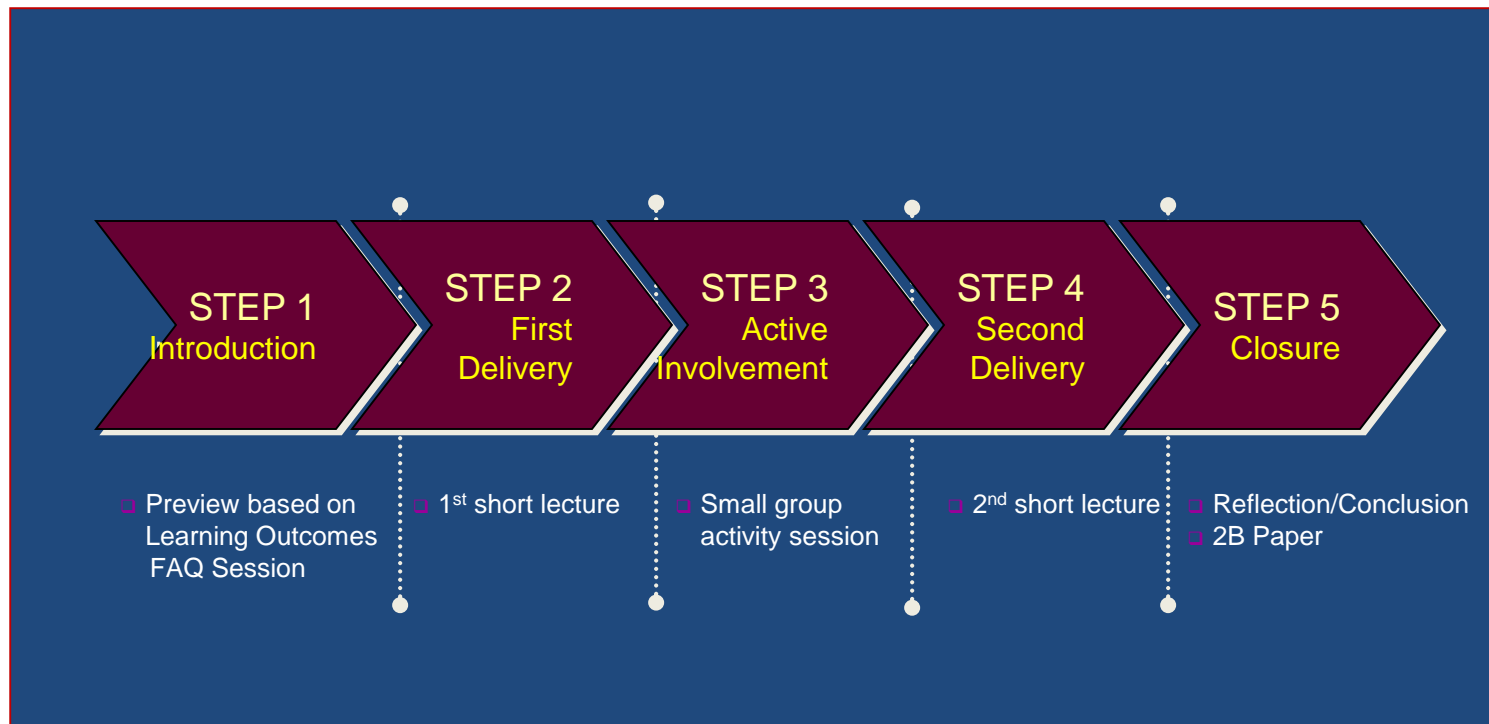 STEP 1
Introduction
STEP 2
First
Delivery
STEP 3
Active
Involvement
STEP 4
Second
Delivery
STEP 5
Closure
Preview based on
Learning Outcomes
FAQ Session
1st short lecture
Small group
activity session
2nd short lecture
Reflection/Conclusion
2B Paper